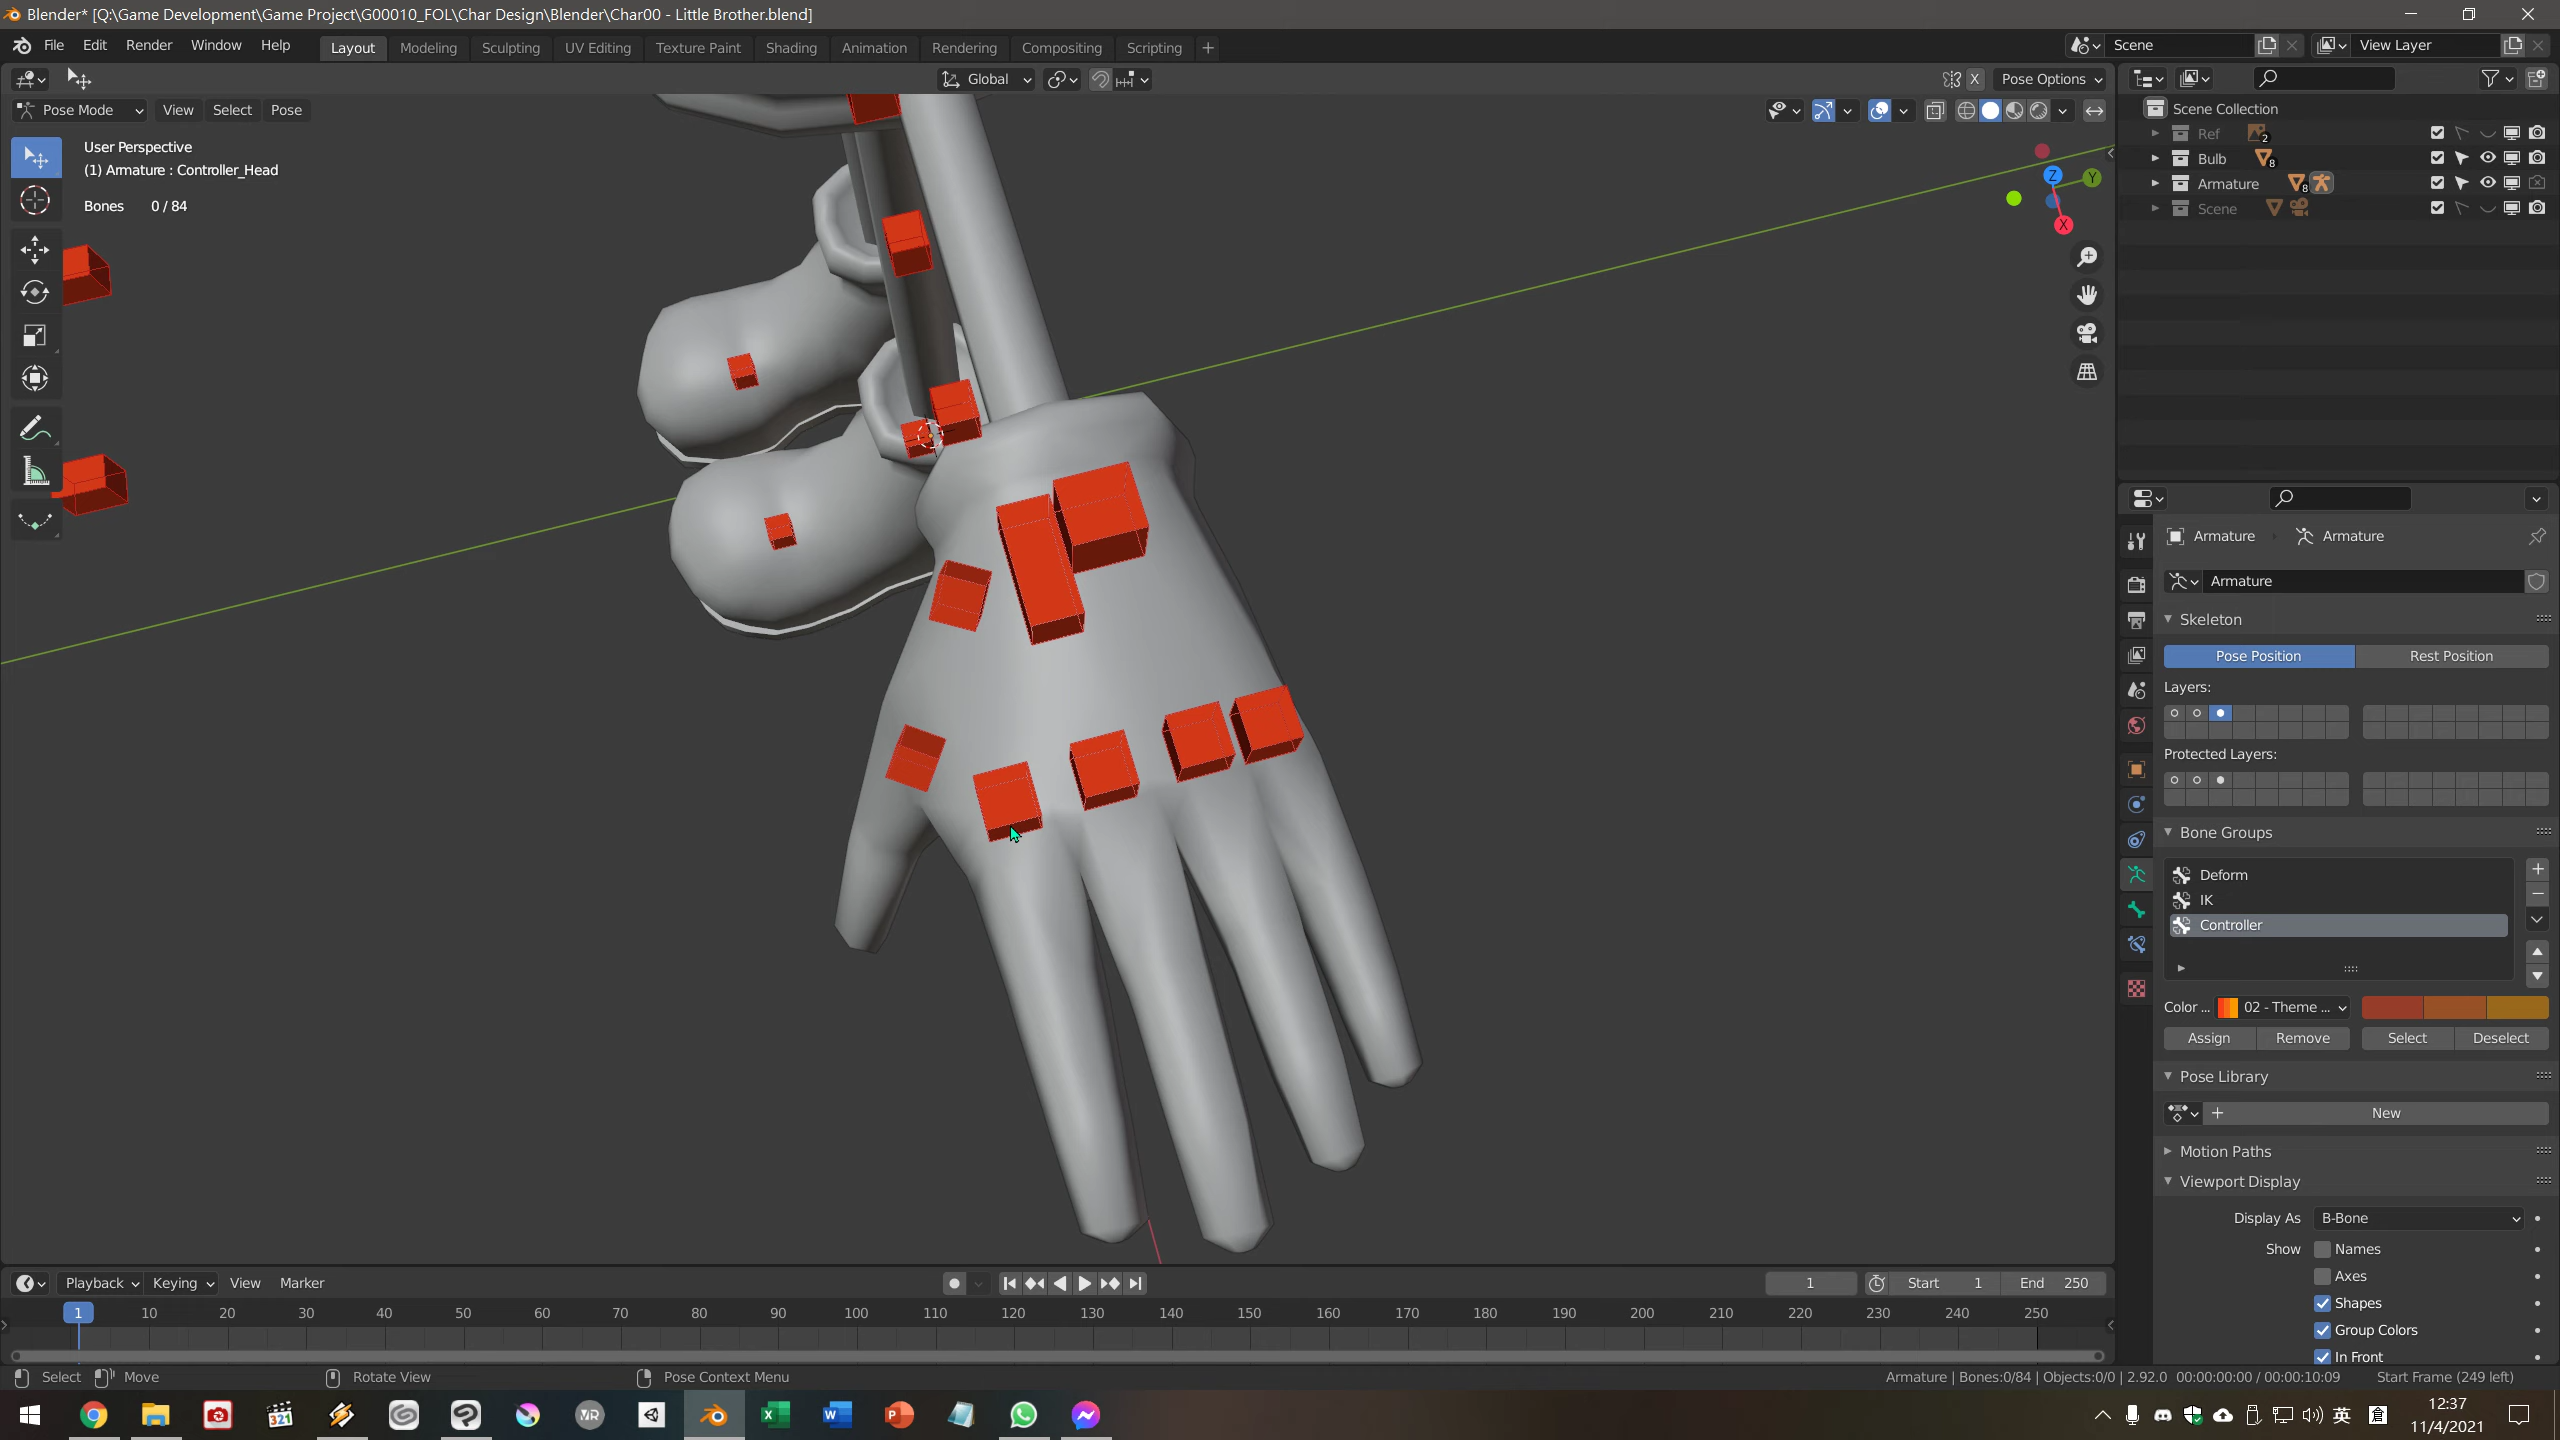 Blender* [Q:\Game Development\Game Project\G00010_FOL\Char Design\Blender\Char00 - Little Brother.blend]
File Edit Render Window Help Layout Modeling Sculpting UV Editing Texture Paint Shading Animation Rendering Compositing Scripting +
Scene View Layer
Global X Pose Options
Pose Mode View Select Pose
User Perspective
(1) Armature : Controller_Head
Bones 0 / 84
Z Y X
Scene Collection
Ref 2
Bulb 8
Armature 8
Scene
Armature Armature
Armature
Skeleton
Pose Position Rest Position
Layers:
Protected Layers:
Bone Groups
Deform
IK
Controller
Color ... 02 - Theme ...
Assign Remove Select Deselect
Pose Library
New
Motion Paths
Viewport Display
Display As B-Bone
Show Names
Axes
Shapes
Group Colors
In Front
Playback Keying View Marker 1 Start 1 End 250
1 10 20 30 40 50 60 70 80 90 100 110 120 130 140 150 160 170 180 190 200 210 220 230 240 250
Select Move Rotate View Pose Context Menu Armature | Bones:0/84 | Objects:0/0 | 2.92.0 00:00:00:00 / 00:00:10:09 Start Frame (249 left)
321 MR 英 倉
12:37
11/4/2021